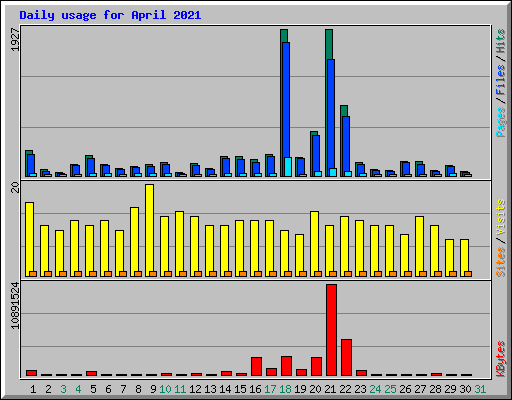 Daily usage for April 2021
1927
Pages / Files / Hits
20
Sites / Visits
10891524
KBytes
1 2 3 4 5 6 7 8 9 10 11 12 13 14 15 16 17 18 19 20 21 22 23 24 25 26 27 28 29 30 31